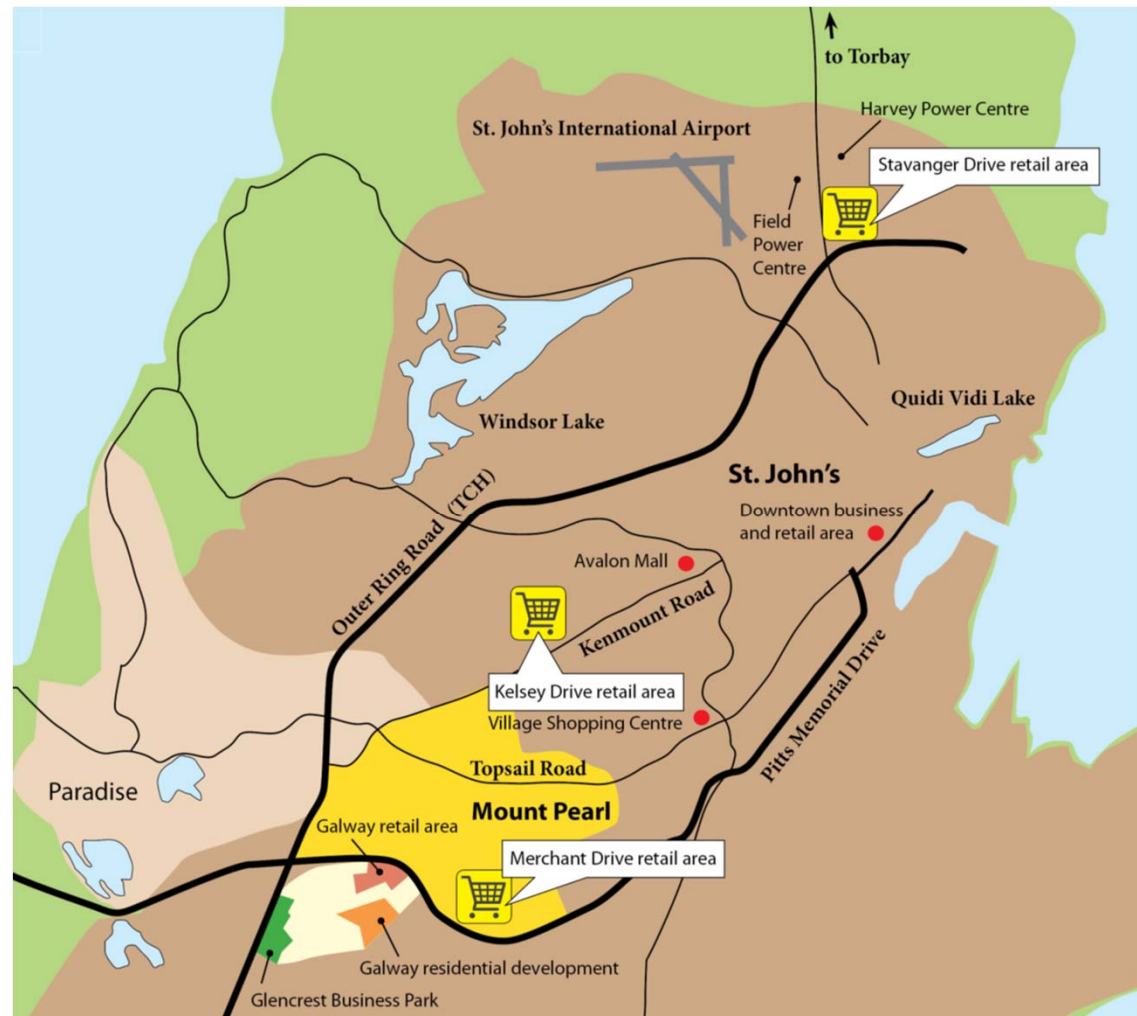 to Torbay
Harvey Power Centre
St. John's International Airport
Stavanger Drive retail area
Field
Power
Centre
Quidi Vidi Lake
Windsor Lake
St. John's
Outer Ring Road (TCH)
Downtown business
and retail area
Avalon Mall
Kenmount Road
Kelsey Drive retail area
Village Shopping Centre
Pitts Memorial Drive
Topsail Road
Paradise
Mount Pearl
Galway retail area
Merchant Drive retail area
Galway residential development
Glencrest Business Park